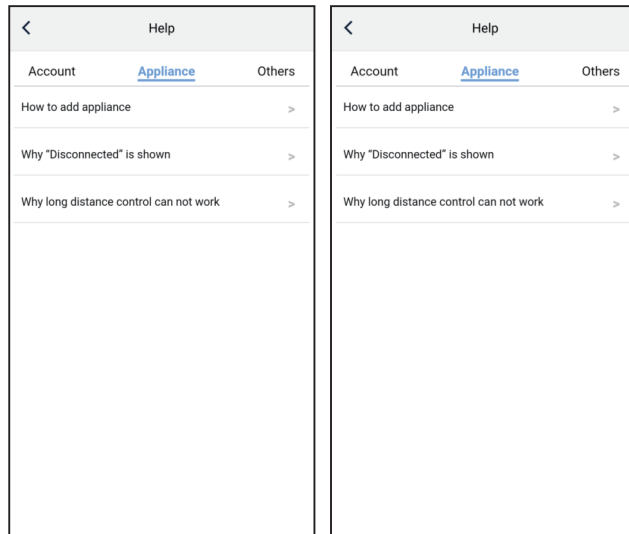 Help
Account Appliance Others
How to add appliance >
Why “Disconnected” is shown >
Why long distance control can not work >
Help
Account Appliance Others
How to add appliance >
Why “Disconnected” is shown >
Why long distance control can not work >